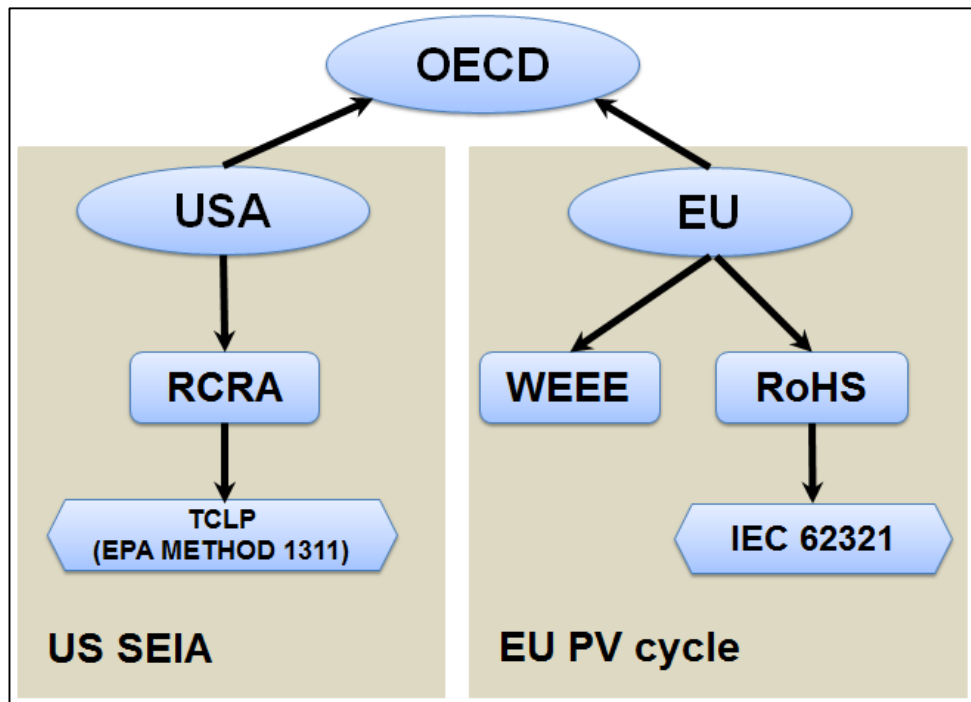 OECD
USA
EU
RCRA
WEEE
RoHS
TCLP
(EPA METHOD 1311)
IEC 62321
US SEIA
EU PV cycle